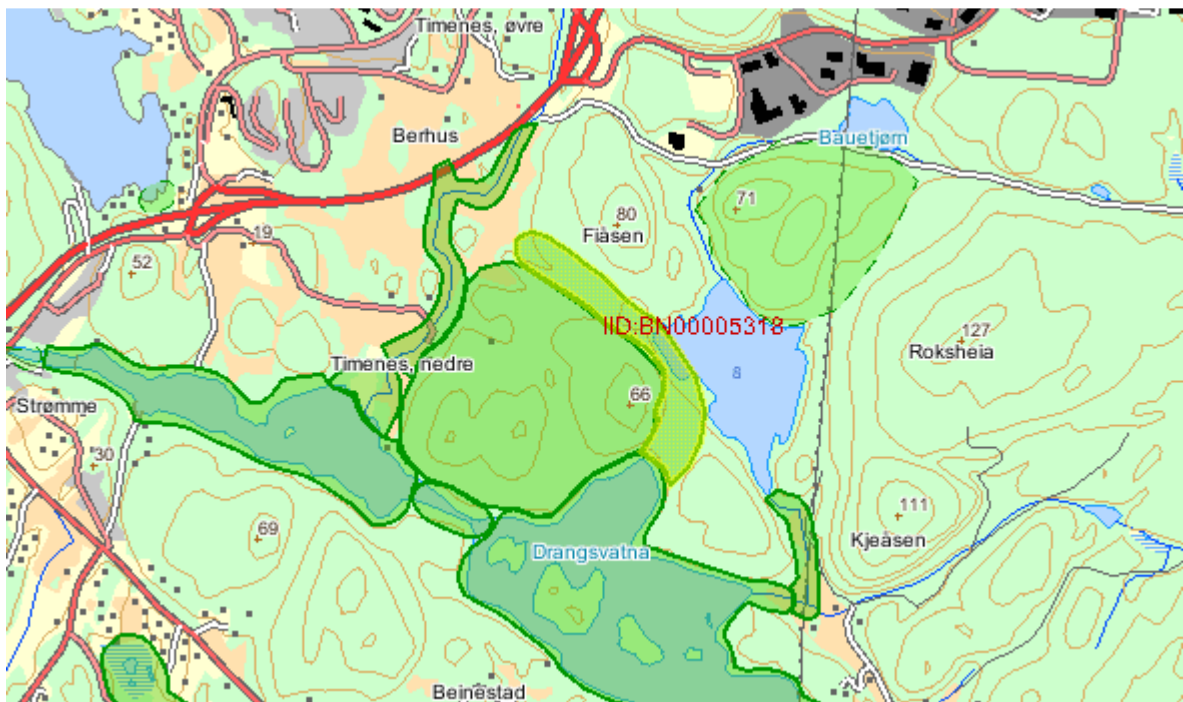 Timenes, øvre
Berhus
Bauetjørn
71
80
Fiåsen
19
52
IID:BN00005318
127
Roksheia
Timenes, nedre
8
66
Strømme
30
69
111
Kjeåsen
Drangsvatna
Beinestad